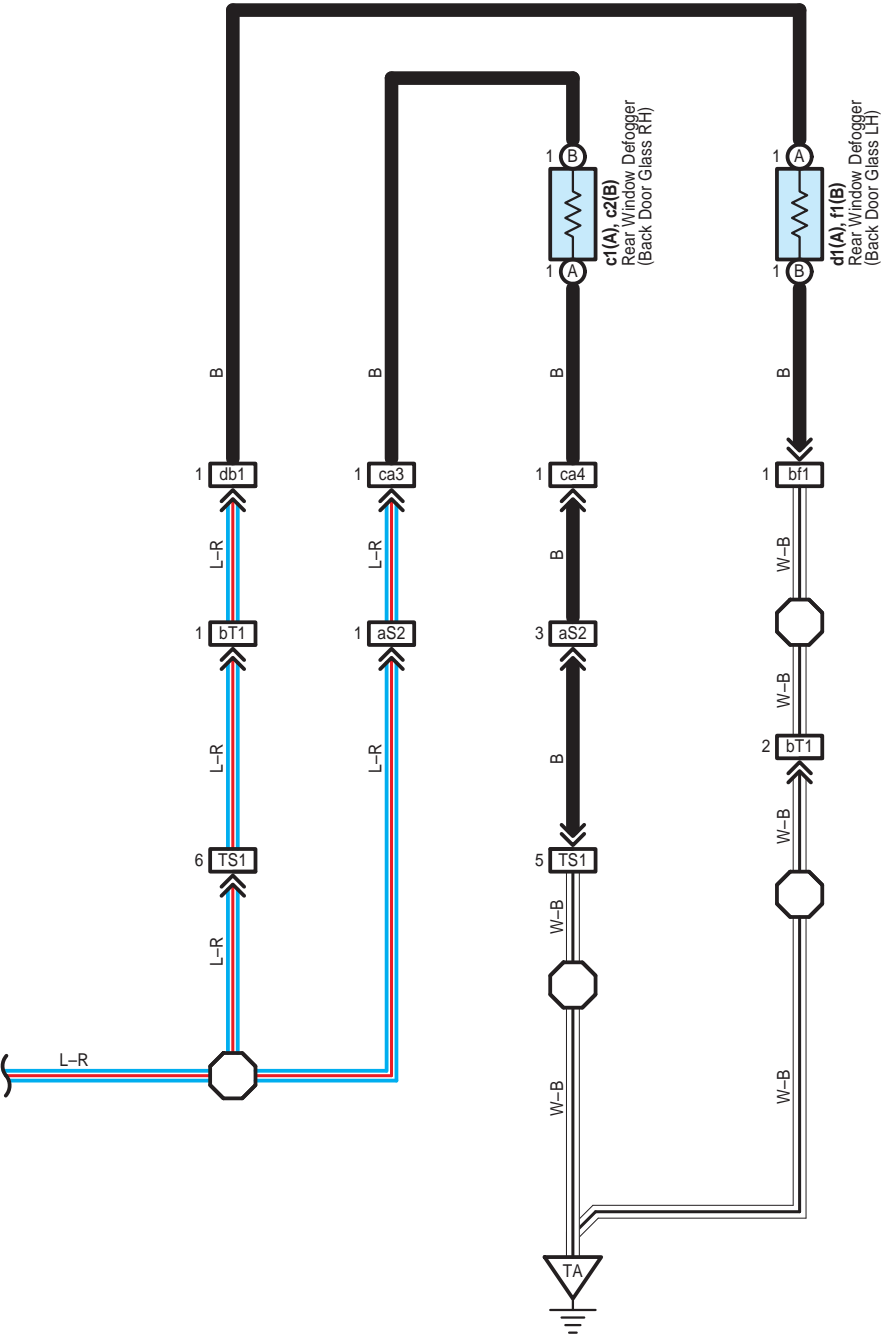 1 B
1 A
c1(A), c2(B)
Rear Window Defogger
(Back Door Glass RH)
1 A
1 B
d1(A), f1(B)
Rear Window Defogger
(Back Door Glass LH)
B
B
B
B
1 db1
1 ca3
1 ca4
1 bf1
L–R
L–R
B
W–B
1 bT1
1 aS2
3 aS2
W–B
2 bT1
L–R
L–R
B
W–B
6 TS1
5 TS1
L–R
W–B
L–R
W–B
W–B
TA